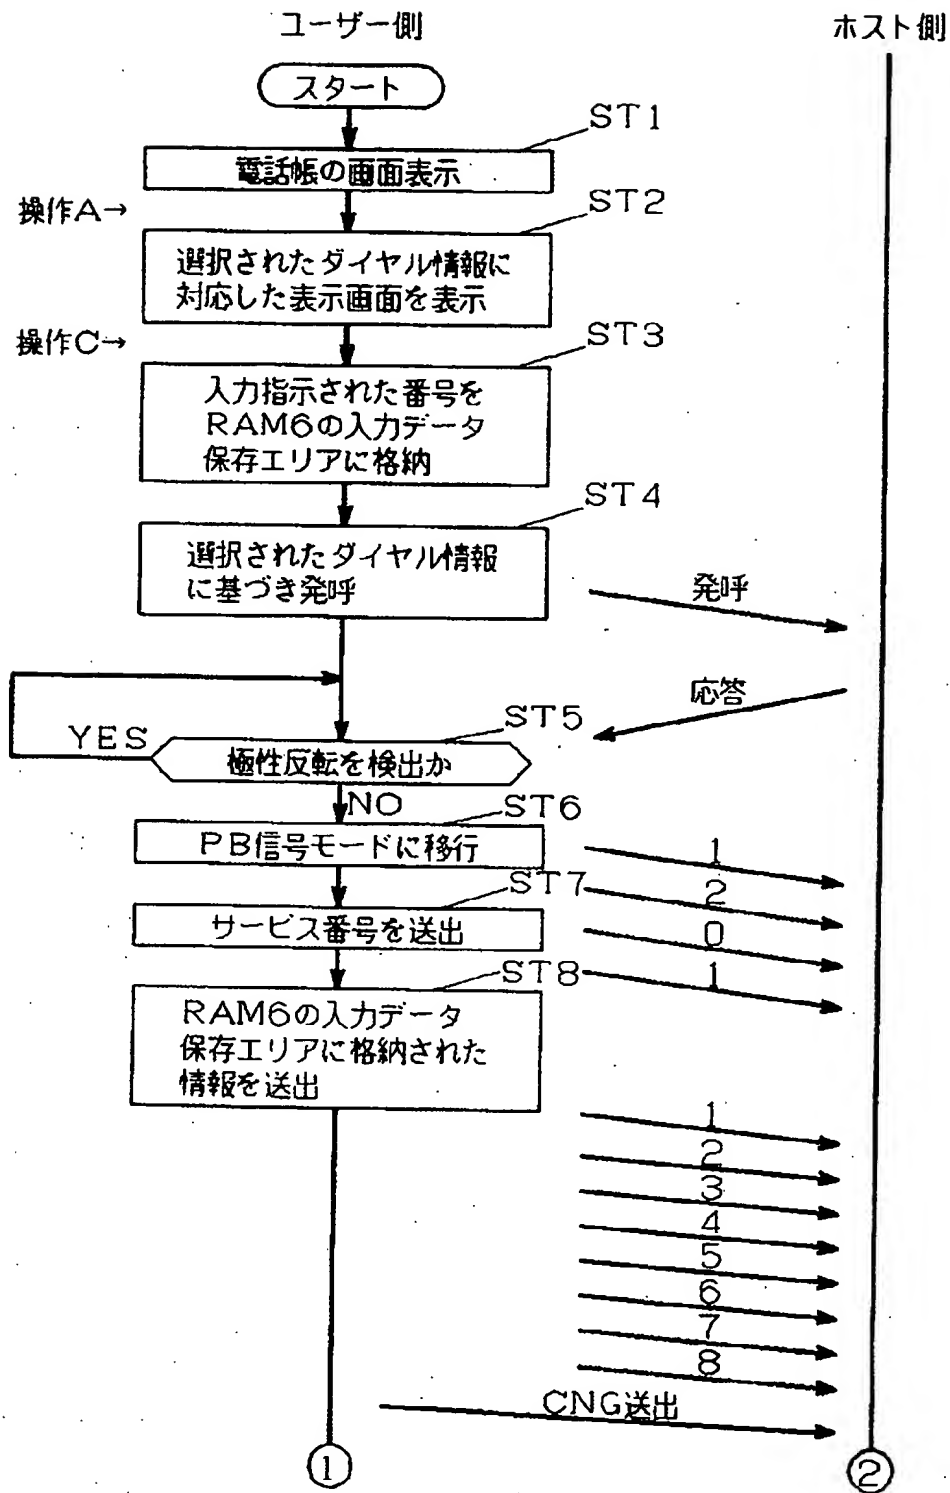 ユーザー側
ホスト側
スタート
ST1
電話帳の画面表示
操作A→
ST2
選択されたダイヤル情報に
対応した表示画面を表示
操作C→
ST3
入力指示された番号を
RAM6の入力データ
保存エリアに格納
ST4
選択されたダイヤル情報
に基づき発呼
発呼
応答
ST5
YES
極性反転を検出か
NO
ST6
PB信号モードに移行
1
ST7
2
サービス番号を送出
0
ST8
1
RAM6の入力データ
保存エリアに格納された
情報を送出
1
2
3
4
5
6
7
8
CNG送出
1
2